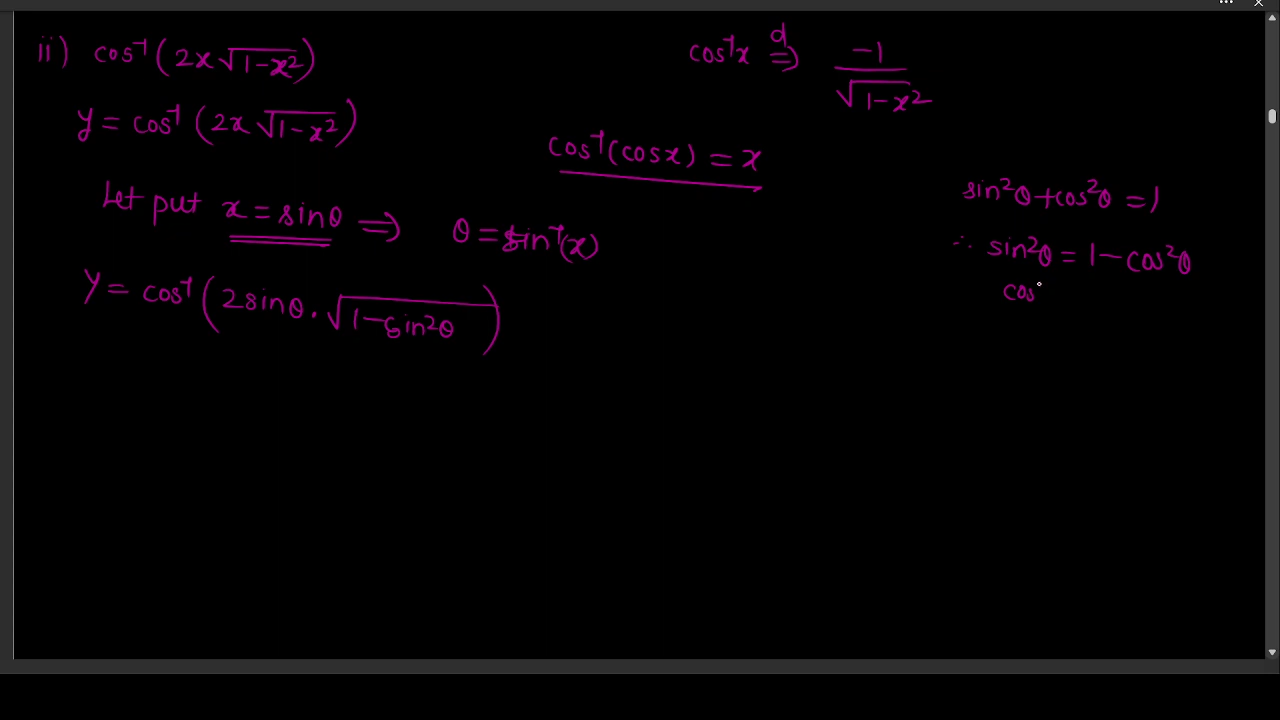 ii) cos⁻¹(2x√(1-x²))
cos⁻¹x d⇒ -1/√(1-x²)
y = cos⁻¹(2x√(1-x²))
cos⁻¹(cosx) = x
Let put x = sinθ ⇒ θ = sin⁻¹(x)
y = cos⁻¹(2sinθ.√(1-sin²θ))
sin²θ+cos²θ = 1
∴ sin²θ = 1-cos²θ
cos